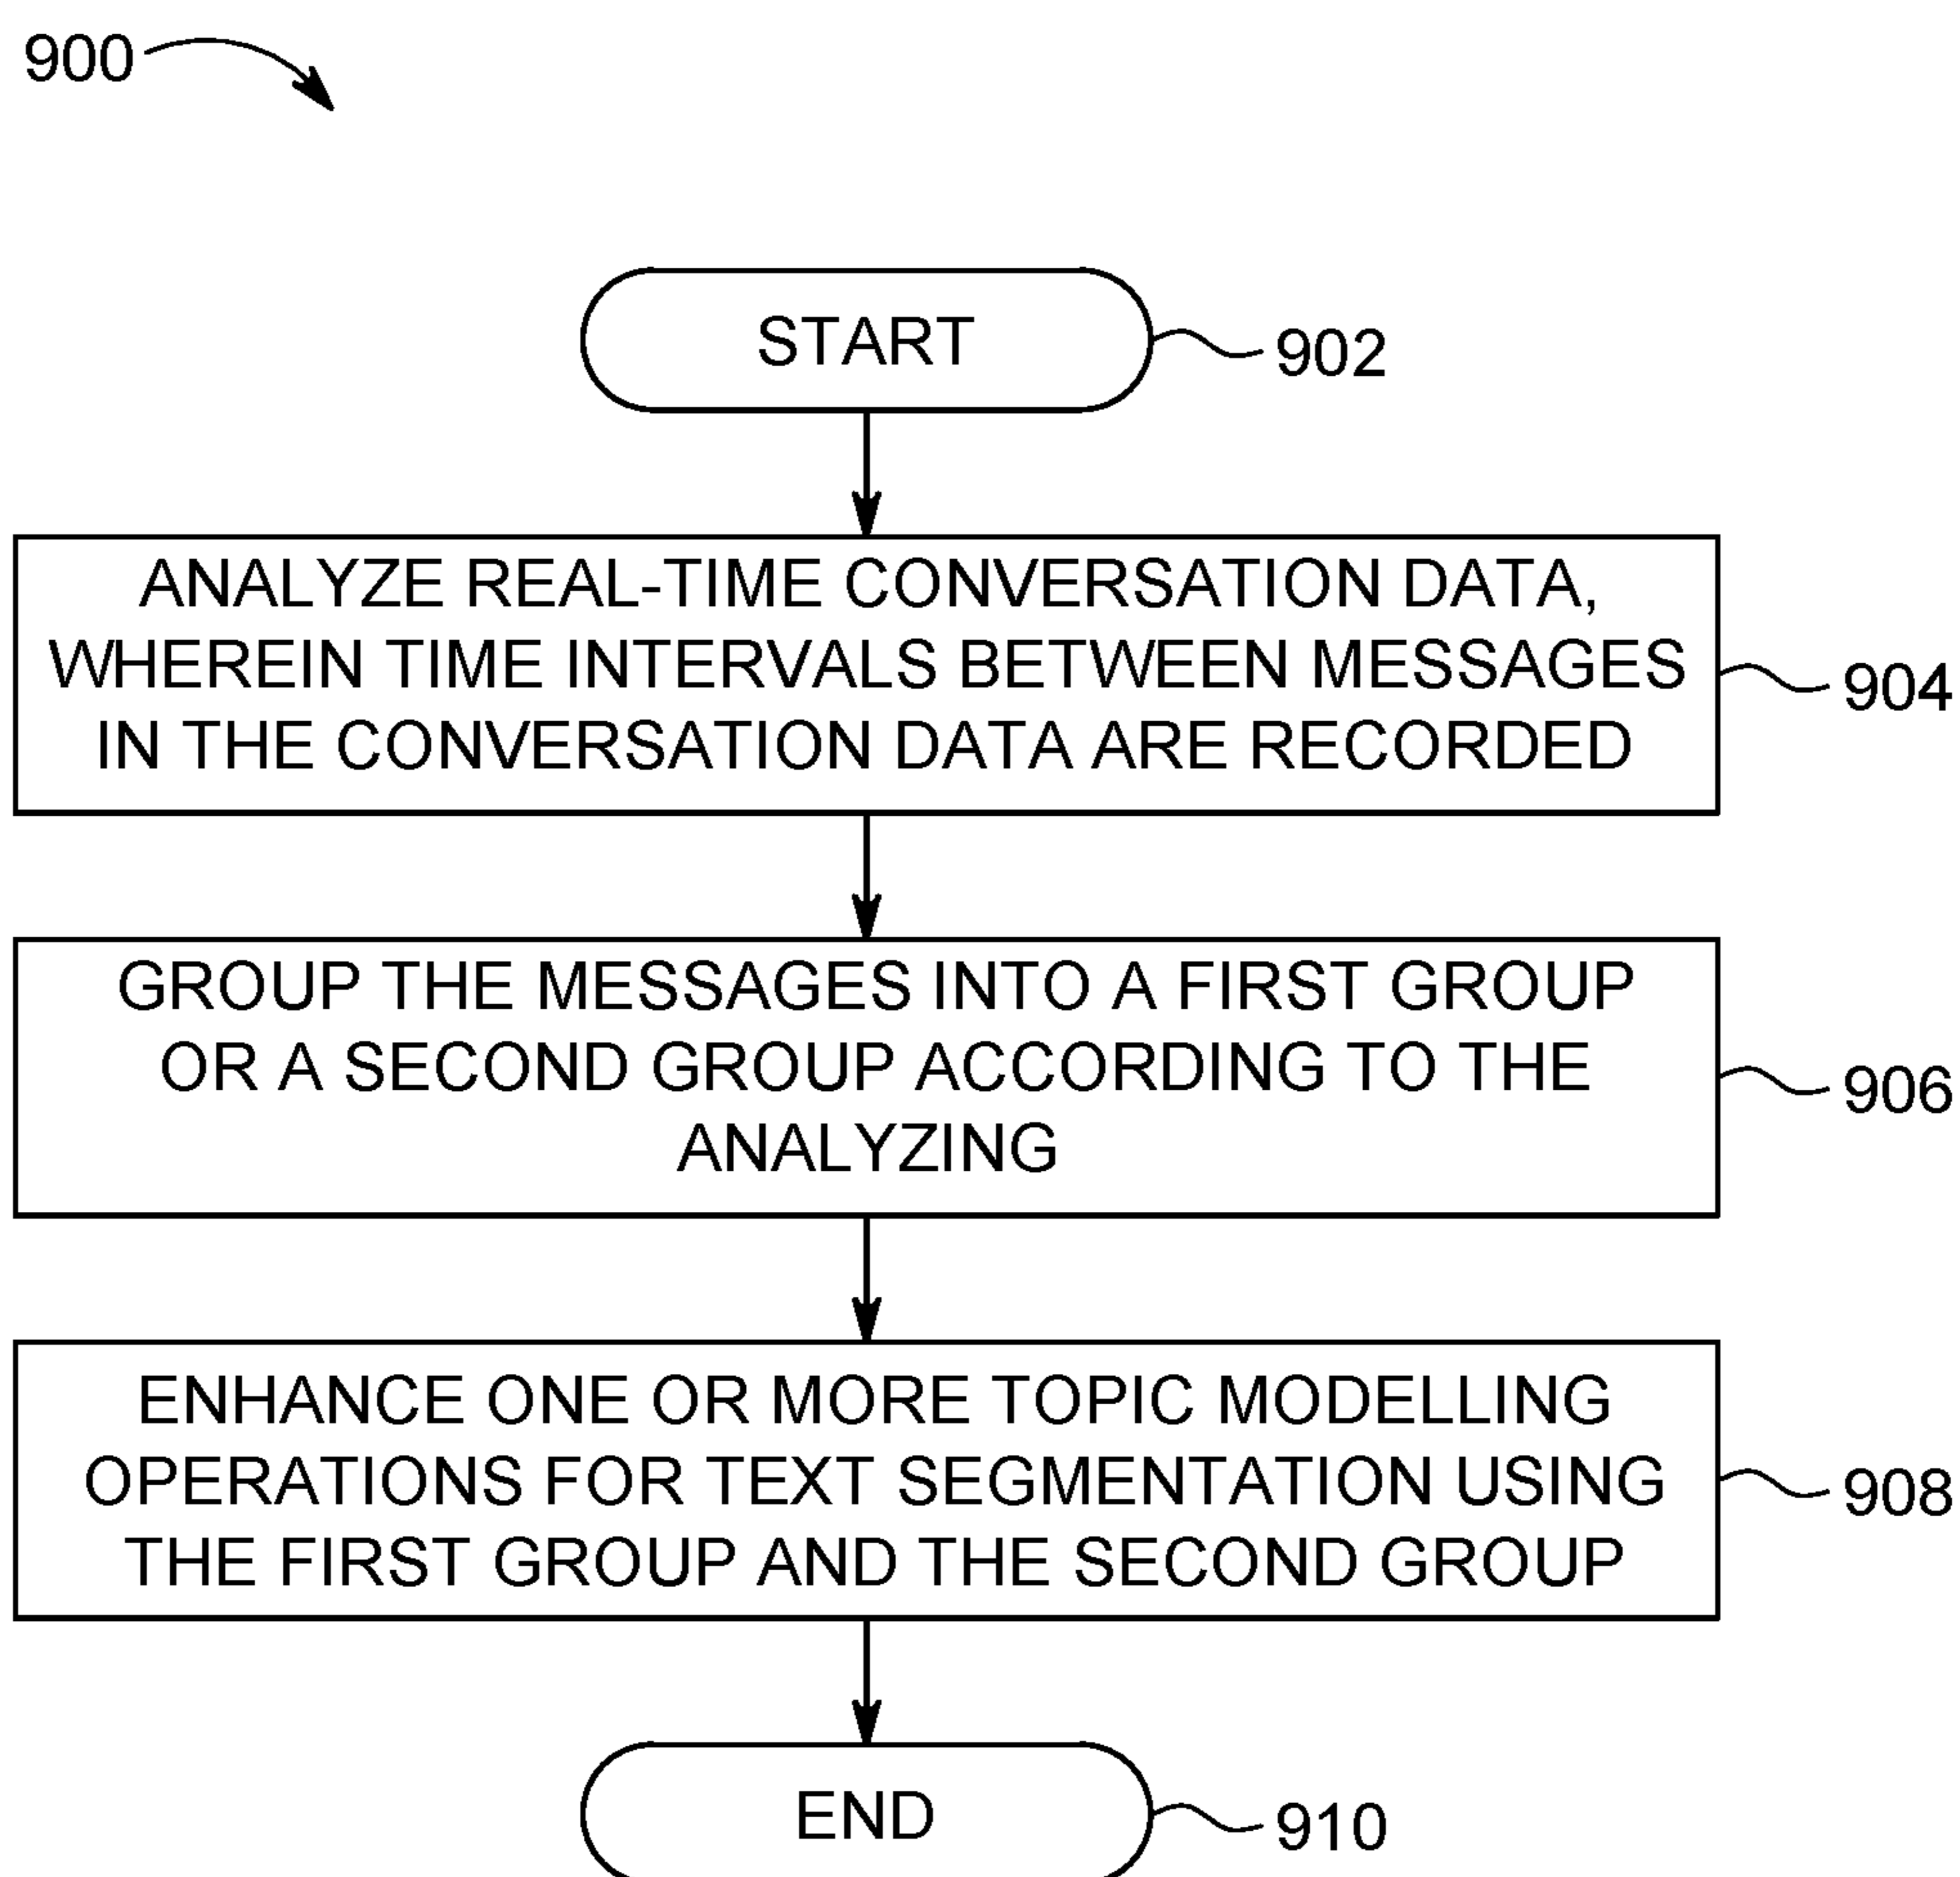 900
START
902
ANALYZE REAL-TIME CONVERSATION DATA,
WHEREIN TIME INTERVALS BETWEEN MESSAGES
IN THE CONVERSATION DATA ARE RECORDED
904
GROUP THE MESSAGES INTO A FIRST GROUP
OR A SECOND GROUP ACCORDING TO THE
ANALYZING
906
ENHANCE ONE OR MORE TOPIC MODELLING
OPERATIONS FOR TEXT SEGMENTATION USING
THE FIRST GROUP AND THE SECOND GROUP
908
END
910